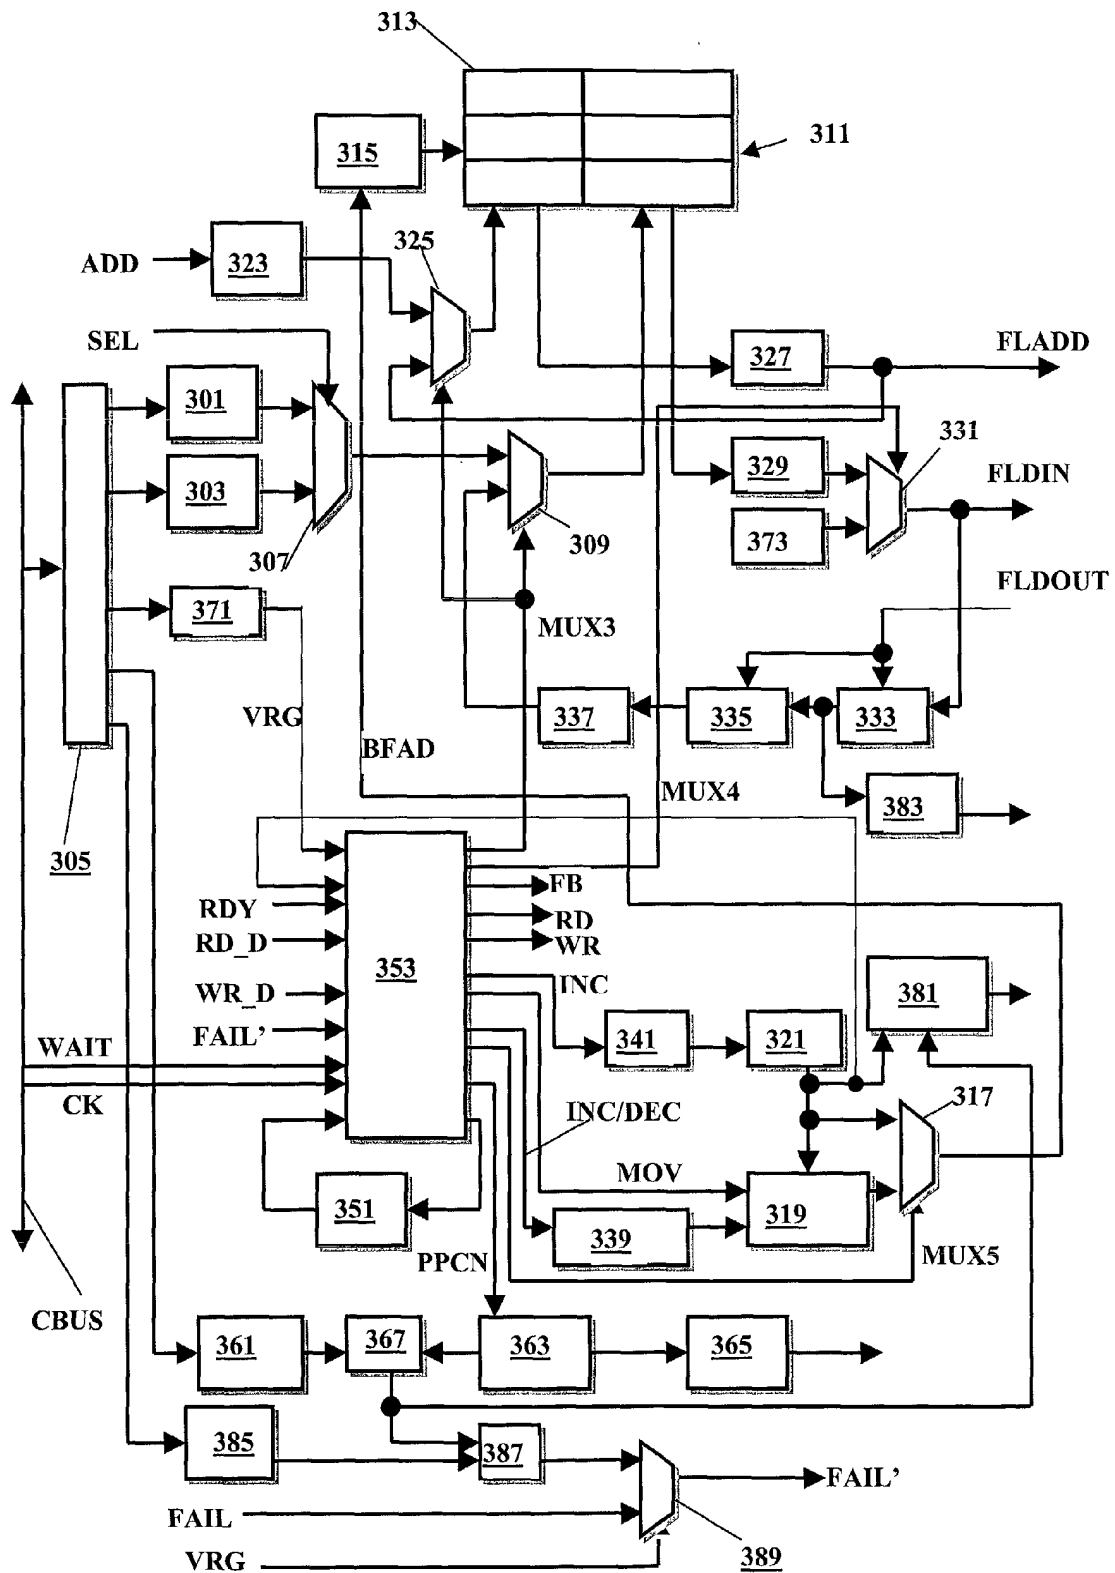 313
311
315
325
ADD
323
SEL
327
FLADD
301
331
329
FLDIN
303
307
309
373
FLDOUT
371
MUX3
VRG
337
335
333
BFAD
MUX4
383
305
FB
RDY
RD
RD_D
WR
353
INC
381
WR_D
FAIL'
341
321
WAIT
CK
INC/DEC
317
MOV
351
319
339
PPCN
MUX5
CBUS
361
367
363
365
385
387
FAIL'
FAIL
VRG
389